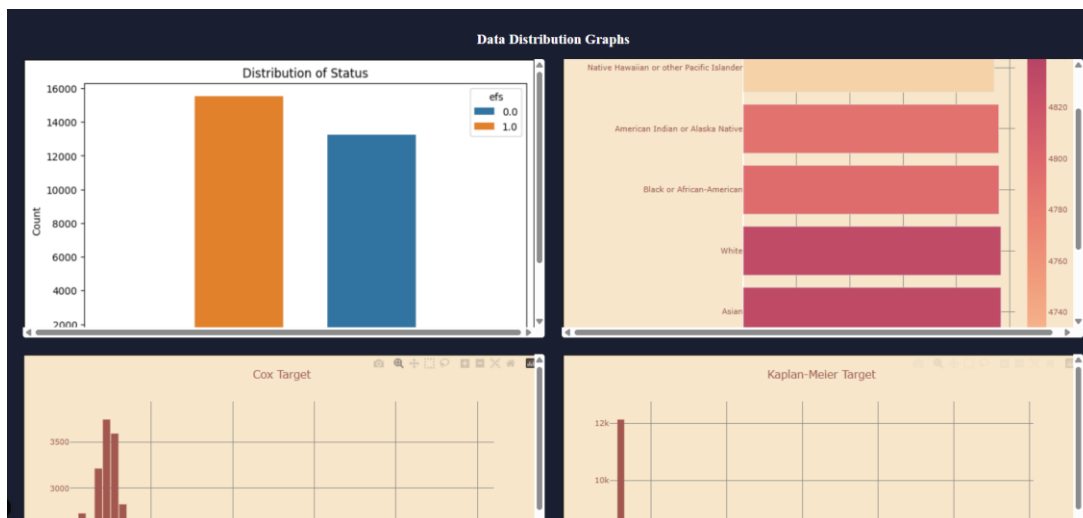 Data Distribution Graphs
Distribution of Status
efs
0.0
1.0
16000
14000
12000
10000
8000
6000
4000
2000
Count
Native Hawaiian or other Pacific Islander
American Indian or Alaska Native
Black or African-American
White
Asian
4820
4800
4780
4760
4740
Cox Target
3500
3000
Kaplan-Meier Target
12k
10k